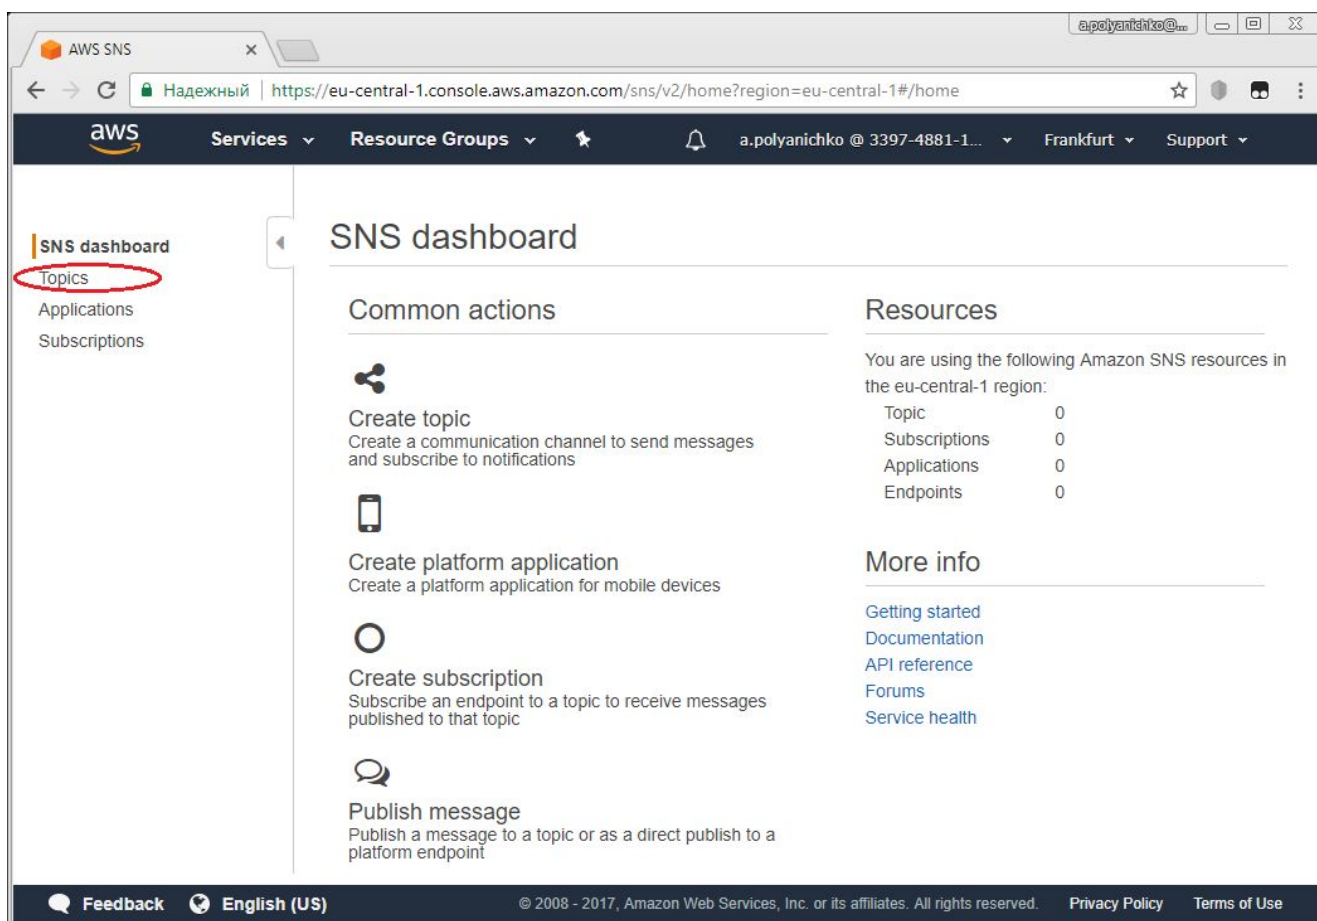 a.polyanichko@...
AWS SNS
Надежный https://eu-central-1.console.aws.amazon.com/sns/v2/home?region=eu-central-1#/home
aws Services Resource Groups a.polyanichko @ 3397-4881-1... Frankfurt Support
SNS dashboard
Topics
Applications
Subscriptions
SNS dashboard
Common actions
Create topic
Create a communication channel to send messages
and subscribe to notifications
Create platform application
Create a platform application for mobile devices
Create subscription
Subscribe an endpoint to a topic to receive messages
published to that topic
Publish message
Publish a message to a topic or as a direct publish to a
platform endpoint
Resources
You are using the following Amazon SNS resources in
the eu-central-1 region:
Topic 0
Subscriptions 0
Applications 0
Endpoints 0
More info
Getting started
Documentation
API reference
Forums
Service health
Feedback English (US) © 2008 - 2017, Amazon Web Services, Inc. or its affiliates. All rights reserved. Privacy Policy Terms of Use